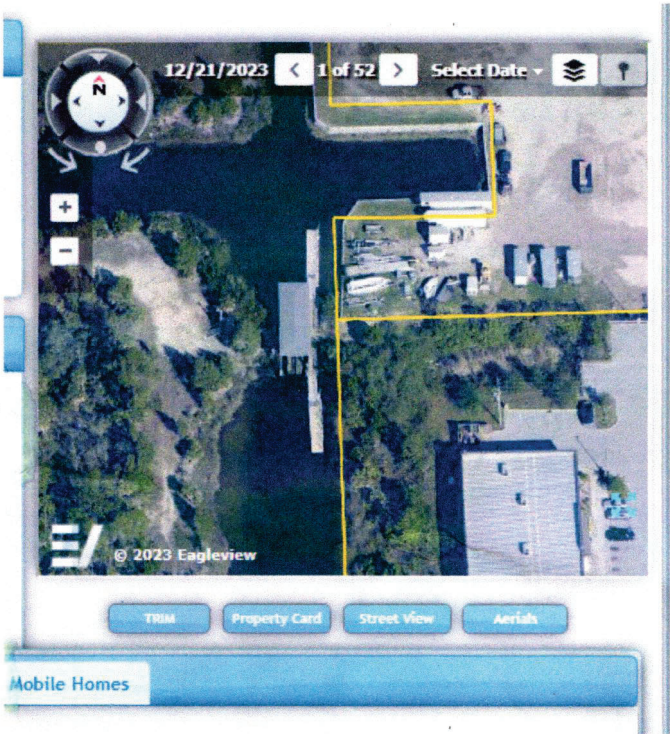 12/21/2023 < 1 of 52 > Select Date
N
+
−
© 2023 Eagleview
TRIM Property Card Street View Aerials
Mobile Homes